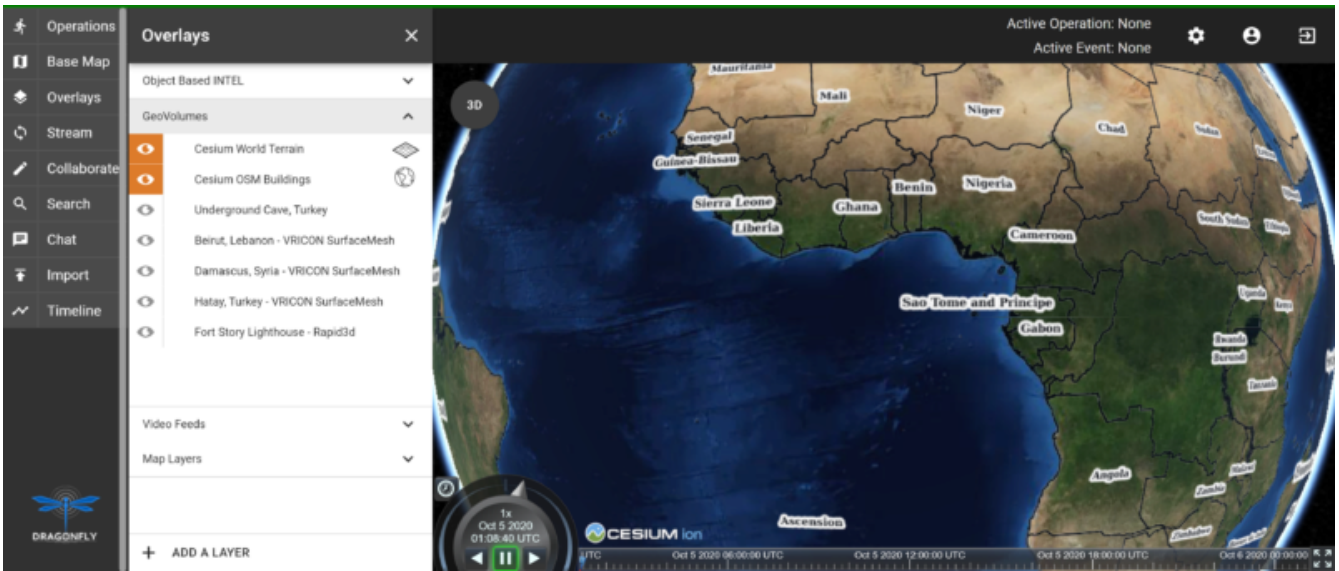 Operations
Base Map
Overlays
Stream
Collaborate
Search
Chat
Import
Timeline
DRAGONFLY
Overlays
Object Based INTEL
GeoVolumes
Cesium World Terrain
Cesium OSM Buildings
Underground Cave, Turkey
Beirut, Lebanon - VRICON SurfaceMesh
Damascus, Syria - VRICON SurfaceMesh
Hatay, Turkey - VRICON SurfaceMesh
Fort Story Lighthouse - Rapid3d
Video Feeds
Map Layers
+ ADD A LAYER
Active Operation: None
Active Event: None
3D
Mauritania
Mali
Niger
Chad
Sudan
Senegal
Guinea-Bissau
Benin
Nigeria
Sierra Leone
Ghana
Liberia
Cameroon
South Sudan
Ethiopia
Sao Tome and Principe
Gabon
Uganda
Kenya
Rwanda
Burundi
Tanzania
Angola
Zambia
Malawi
Zimbabwe
Ascension
1x
Oct 5 2020
01:08:40 UTC
CESIUM ion
UTC
Oct 5 2020 06:00:00 UTC
Oct 5 2020 12:00:00 UTC
Oct 5 2020 18:00:00 UTC
Oct 6 2020 00:00:00